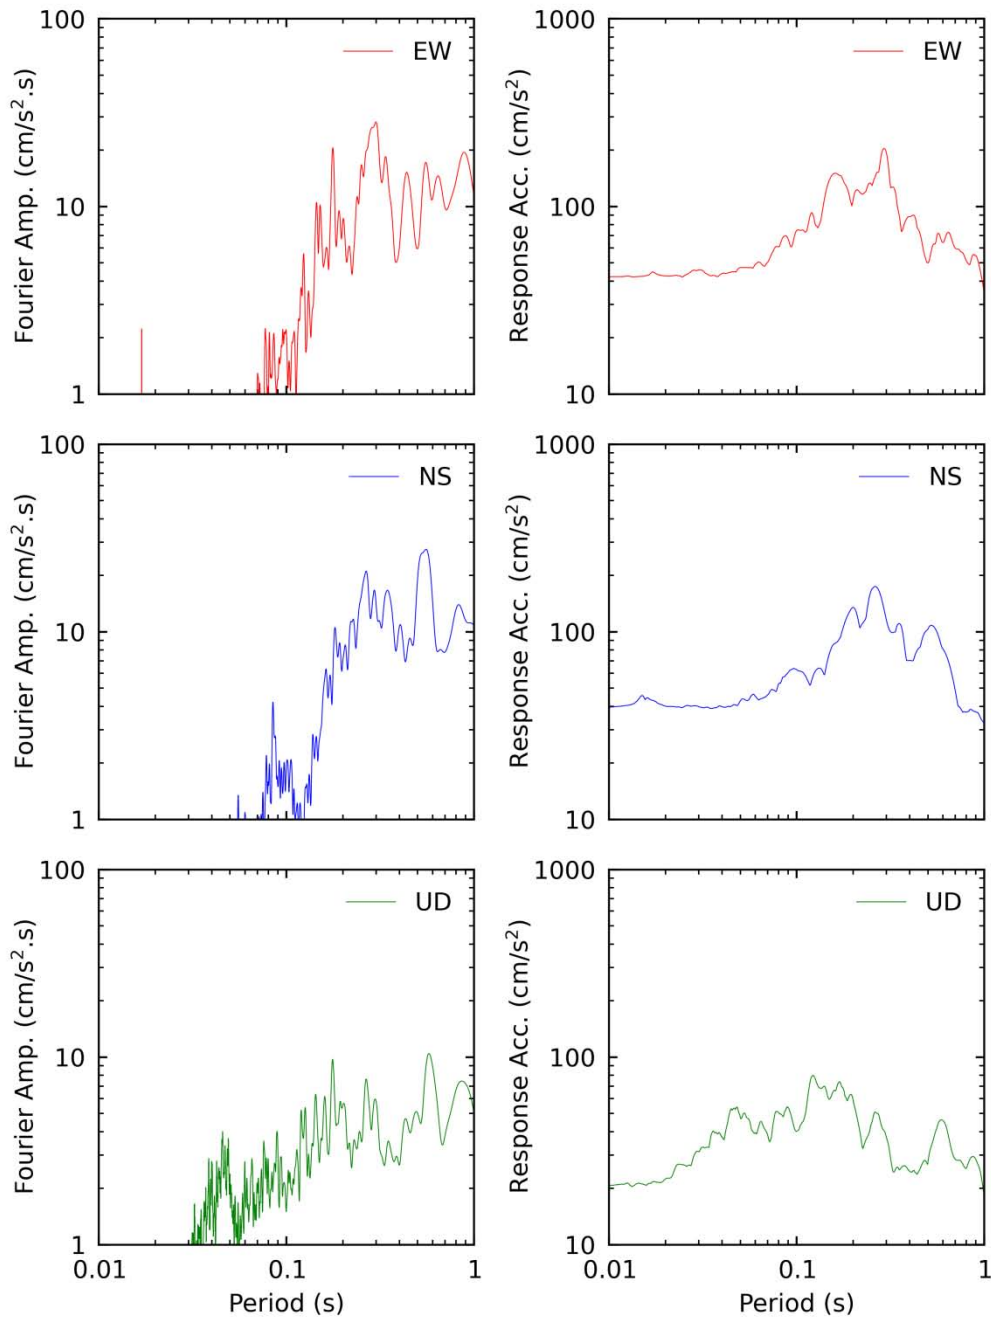 100
EW
10
1
Fourier Amp. (cm/s².s)
1000
EW
100
10
Response Acc. (cm/s²)
100
NS
10
1
Fourier Amp. (cm/s².s)
1000
NS
100
10
Response Acc. (cm/s²)
100
UD
10
1
Fourier Amp. (cm/s².s)
0.01 0.1 1
Period (s)
1000
UD
100
10
Response Acc. (cm/s²)
0.01 0.1 1
Period (s)